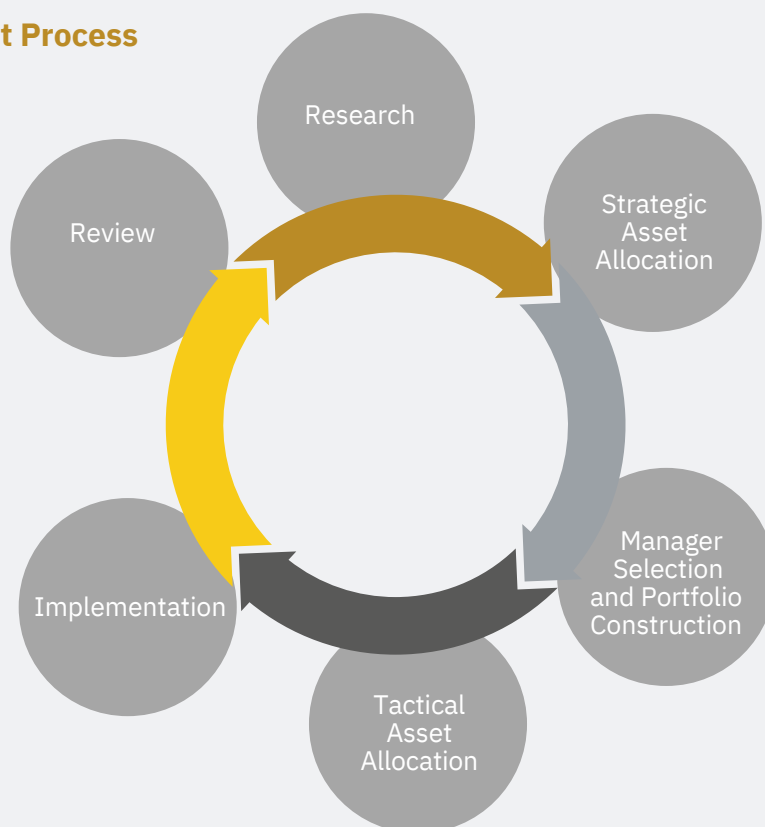 t Process
Research
Strategic
Asset
Allocation
Manager
Selection
and Portfolio
Construction
Tactical
Asset
Allocation
Implementation
Review